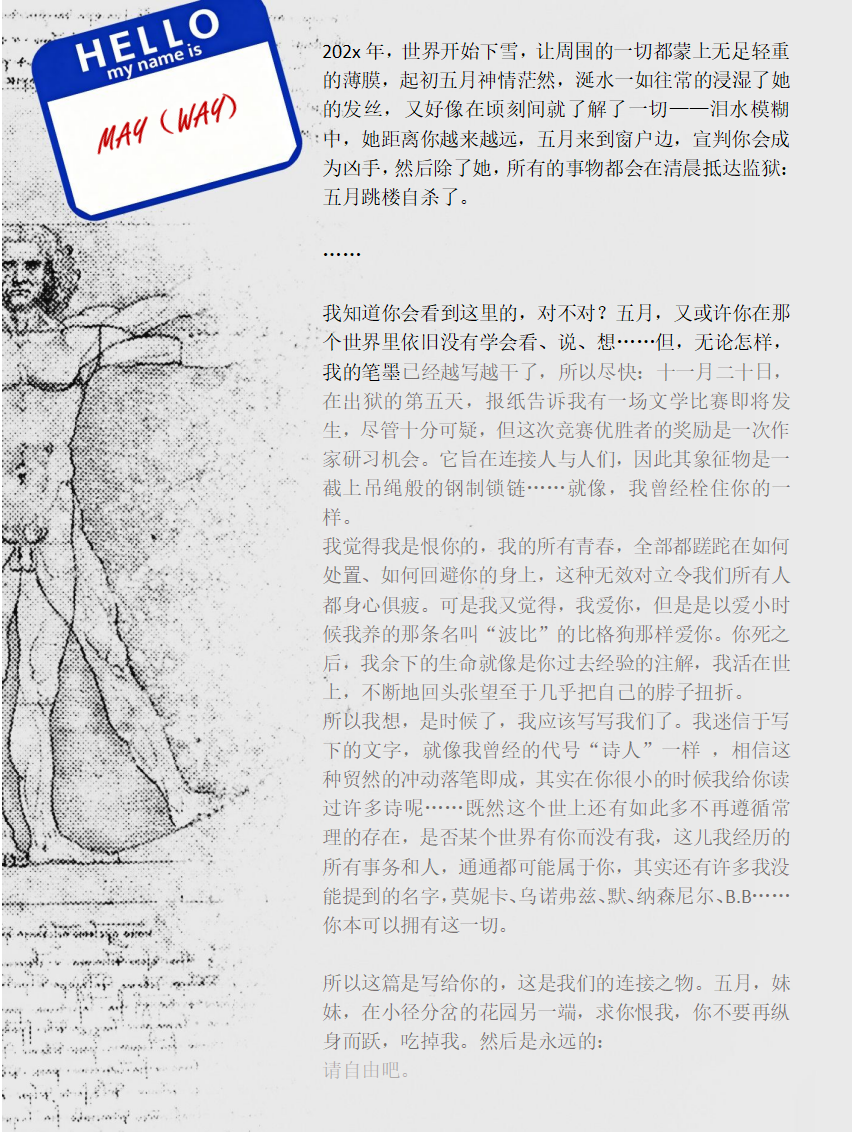 HELLO
my name is
MAY（WAY）
202x 年，世界开始下雪，让周围的一切都蒙上无足轻重
的薄膜，起初五月神情茫然，涎水一如往常的浸湿了她
的发丝，又好像在顷刻间就了解了一切——泪水模糊
中，她距离你越来越远，五月来到窗户边，宣判你会成
为凶手，然后除了她，所有的事物都会在清晨抵达监狱：
五月跳楼自杀了。
……
我知道你会看到这里的，对不对？五月，又或许你在那
个世界里依旧没有学会看、说、想……但，无论怎样，
我的笔墨已经越写越干了，所以尽快：十一月二十日，
在出狱的第五天，报纸告诉我有一场文学比赛即将发
生，尽管十分可疑，但这次竞赛优胜者的奖励是一次作
家研习机会。它旨在连接人与人们，因此其象征物是一
截上吊绳般的钢制锁链……就像，我曾经栓住你的一
样。
我觉得我是恨你的，我的所有青春，全部都蹉跎在如何
处置、如何回避你的身上，这种无效对立令我们所有人
都身心俱疲。可是我又觉得，我爱你，但是是以爱小时
候我养的那条名叫“波比”的比格狗那样爱你。你死之
后，我余下的生命就像是你过去经验的注解，我活在世
上，不断地回头张望至于几乎把自己的脖子扭折。
所以我想，是时候了，我应该写写我们了。我迷信于写
下的文字，就像我曾经的代号“诗人”一样 ，相信这
种贸然的冲动落笔即成，其实在你很小的时候我给你读
过许多诗呢……既然这个世上还有如此多不再遵循常
理的存在，是否某个世界有你而没有我，这儿我经历的
所有事务和人，通通都可能属于你，其实还有许多我没
能提到的名字，莫妮卡、乌诺弗兹、默、纳森尼尔、B.B……
你本可以拥有这一切。
所以这篇是写给你的，这是我们的连接之物。五月，妹
妹，在小径分岔的花园另一端，求你恨我，你不要再纵
身而跃，吃掉我。然后是永远的：
请自由吧。